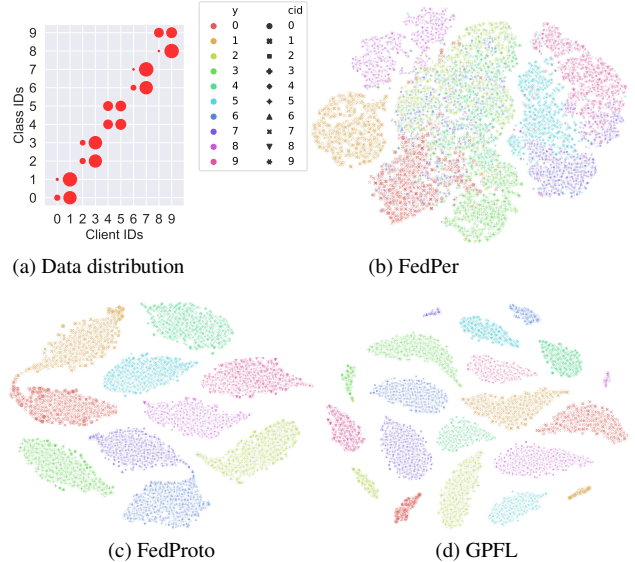 9
8
7
6
5
4
3
2
1
0
Class IDs
0 1 2 3 4 5 6 7 8 9
Client IDs
y cid
0 0
1 1
2 2
3 3
4 4
5 5
6 6
7 7
8 8
9 9
(a) Data distribution
(b) FedPer
(c) FedProto
(d) GPFL